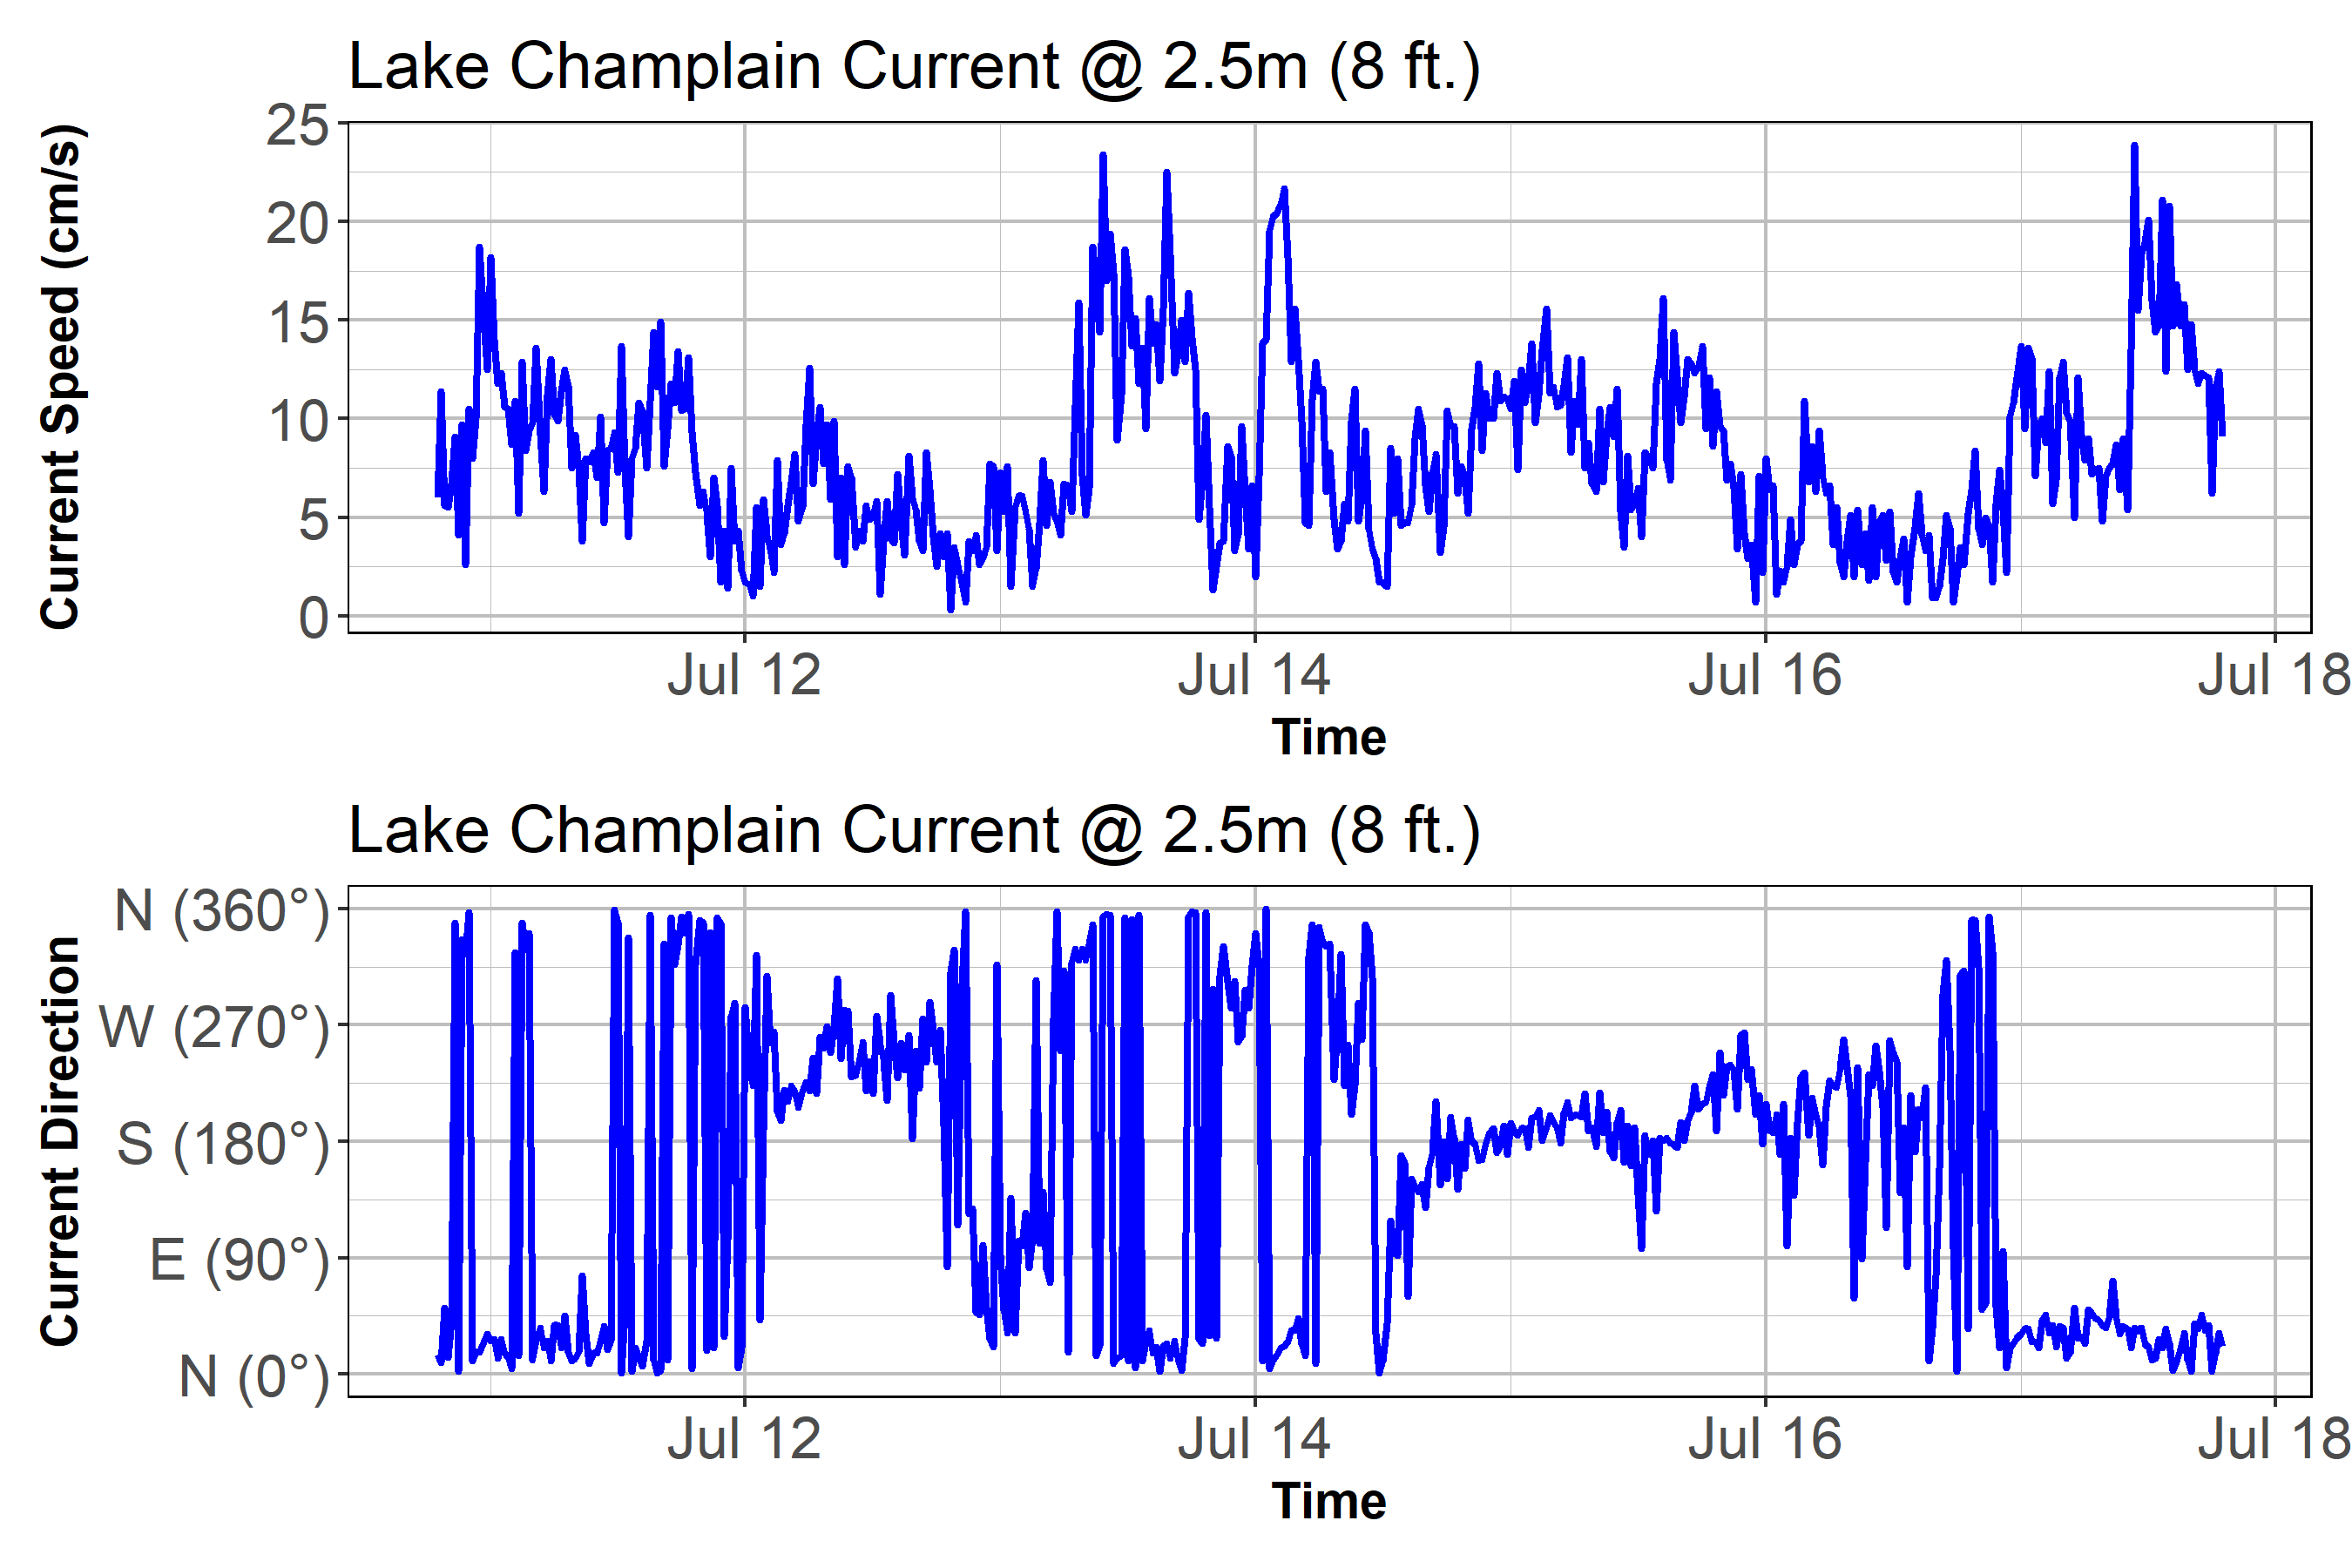 Lake Champlain Current @ 2.5m (8 ft.)
Current Speed (cm/s)
25
20
15
10
5
0
Jul 12 Jul 14 Jul 16 Jul 18
Time
Lake Champlain Current @ 2.5m (8 ft.)
Current Direction
N (360°)
W (270°)
S (180°)
E (90°)
N (0°)
Jul 12 Jul 14 Jul 16 Jul 18
Time